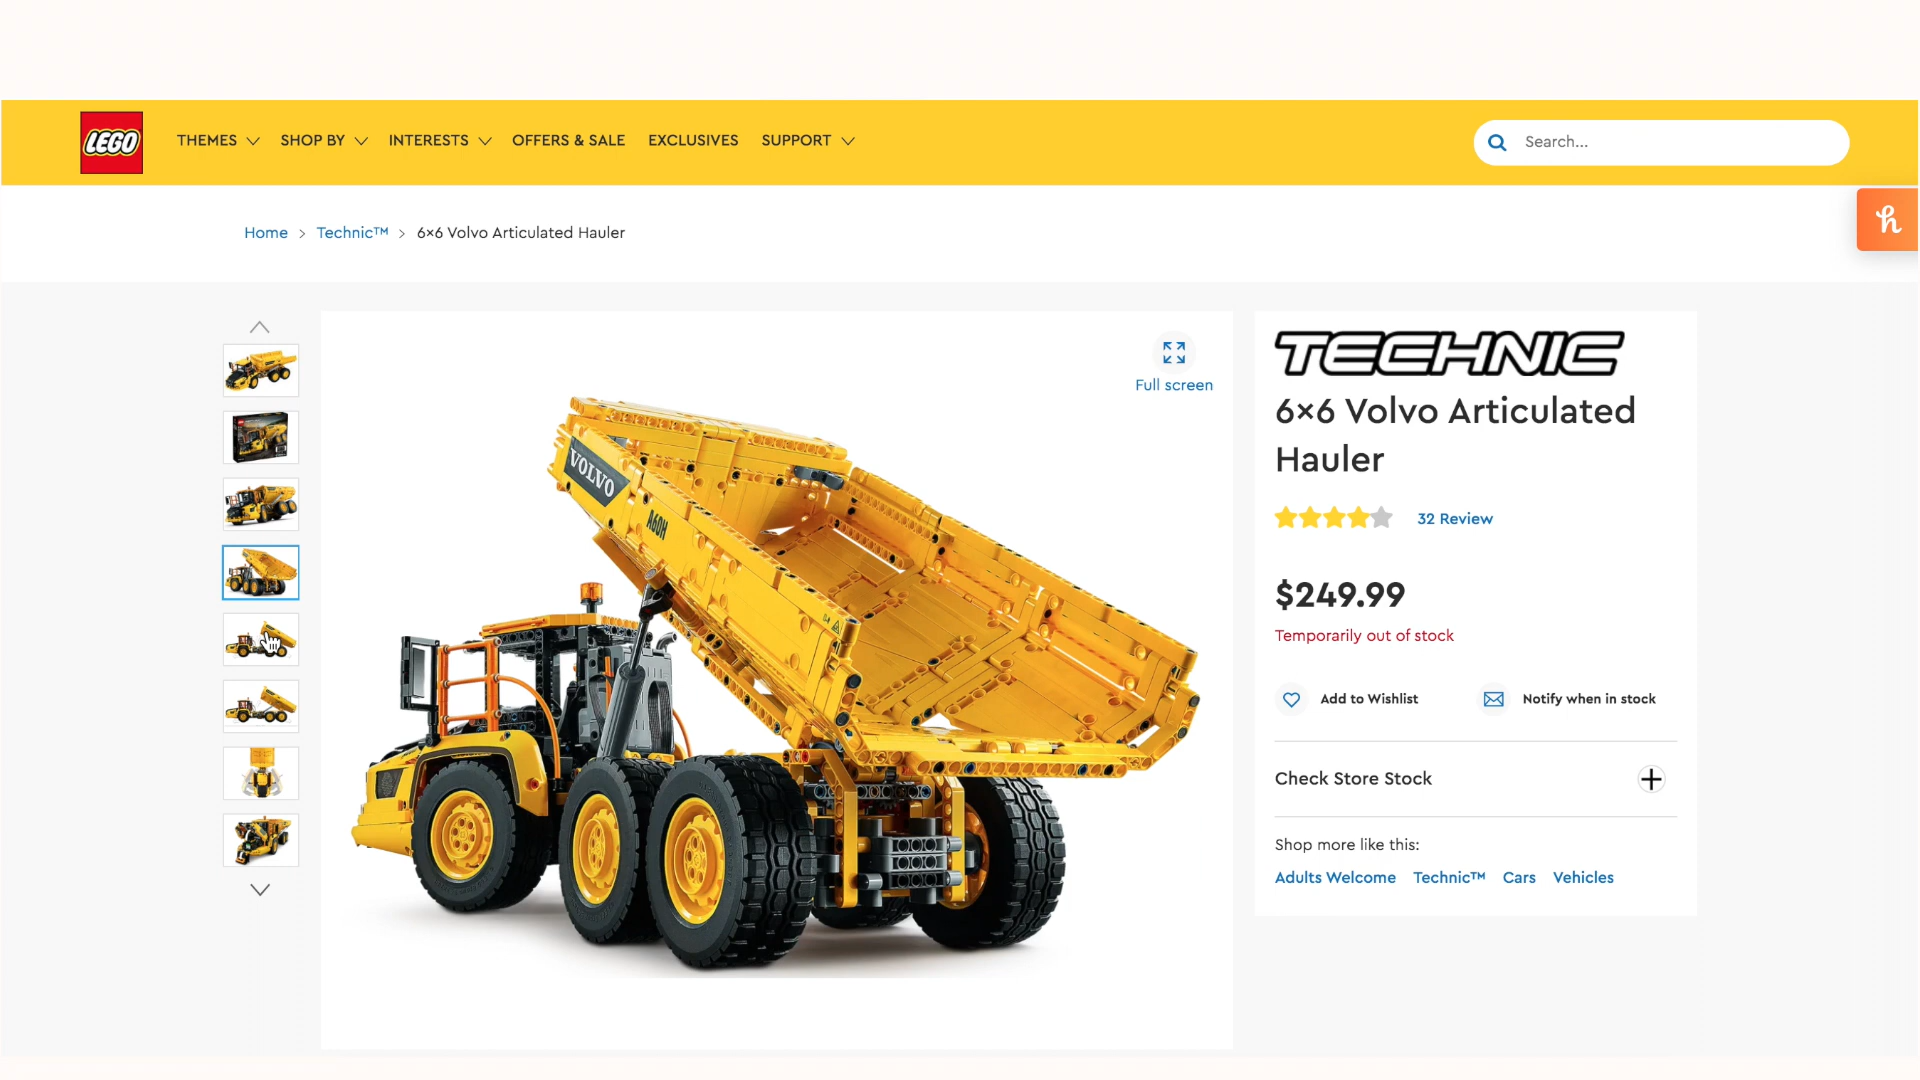 LEGO
THEMES
SHOP BY
INTERESTS
OFFERS & SALE
EXCLUSIVES
SUPPORT
Search...
h
Home > Technic™ > 6×6 Volvo Articulated Hauler
Full screen
VOLVO
A60H
TECHNIC
6×6 Volvo Articulated
Hauler
32 Review
$249.99
Temporarily out of stock
Add to Wishlist
Notify when in stock
Check Store Stock
Shop more like this:
Adults Welcome Technic™ Cars Vehicles